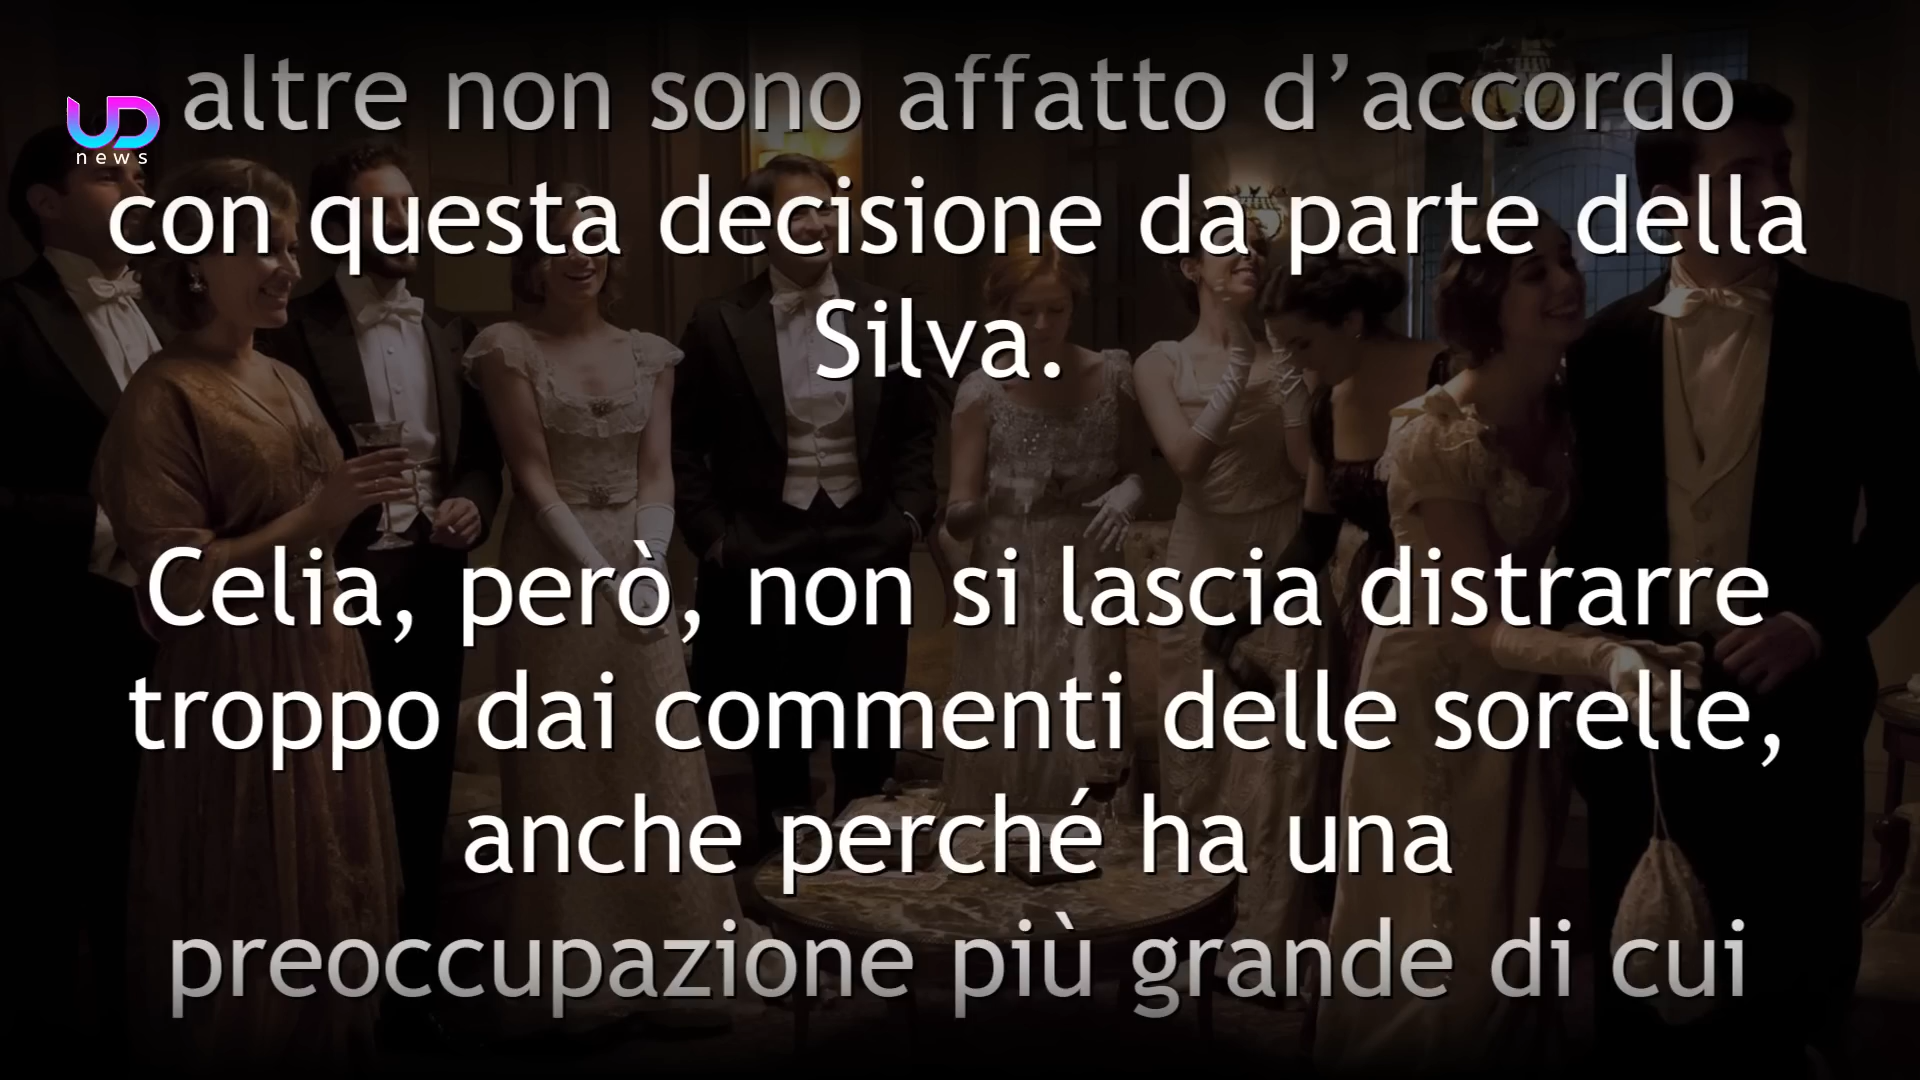 UD
news
altre non sono affatto d’accordo
con questa decisione da parte della
Silva.
Celia, però, non si lascia distrarre
troppo dai commenti delle sorelle,
anche perché ha una
preoccupazione più grande di cui